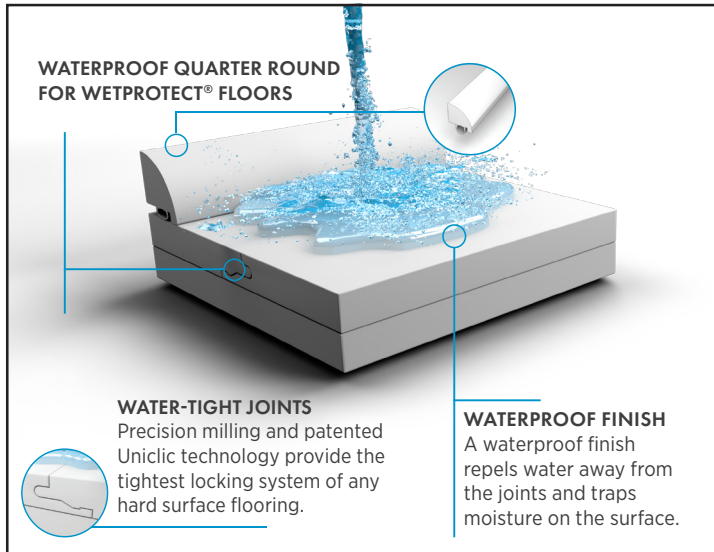 WATERPROOF QUARTER ROUND
FOR WETPROTECT® FLOORS
WATER-TIGHT JOINTS
Precision milling and patented
Uniclic technology provide the
tightest locking system of any
hard surface flooring.
WATERPROOF FINISH
A waterproof finish
repels water away from
the joints and traps
moisture on the surface.